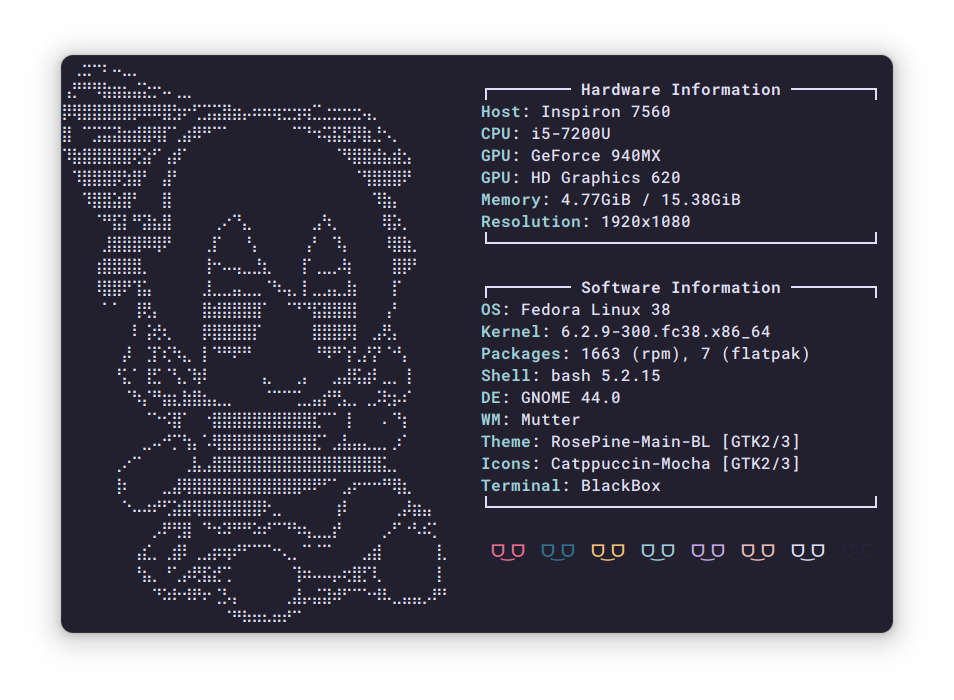 Hardware Information
Host: Inspiron 7560
CPU: i5-7200U
GPU: GeForce 940MX
GPU: HD Graphics 620
Memory: 4.77GiB / 15.38GiB
Resolution: 1920x1080
Software Information
OS: Fedora Linux 38
Kernel: 6.2.9-300.fc38.x86_64
Packages: 1663 (rpm), 7 (flatpak)
Shell: bash 5.2.15
DE: GNOME 44.0
WM: Mutter
Theme: RosePine-Main-BL [GTK2/3]
Icons: Catppuccin-Mocha [GTK2/3]
Terminal: BlackBox